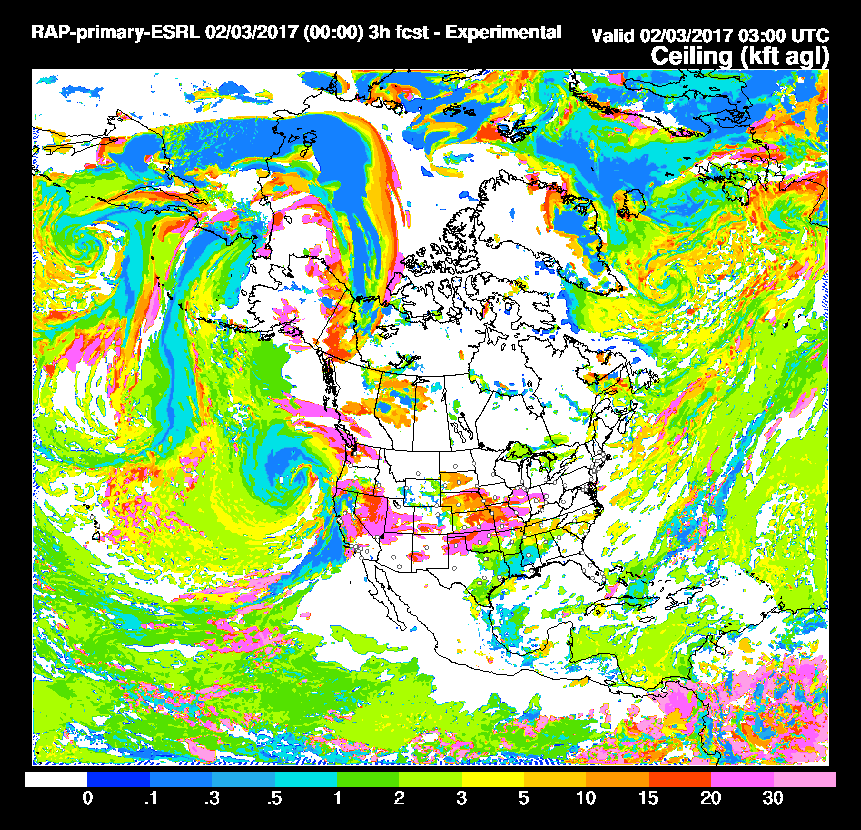 RAP-primary-ESRL 02/03/2017 (00:00) 3h fcst - Experimental
Valid 02/03/2017 03:00 UTC
Ceiling (kft agl)
0 .1 .3 .5 1 2 3 5 10 15 20 30